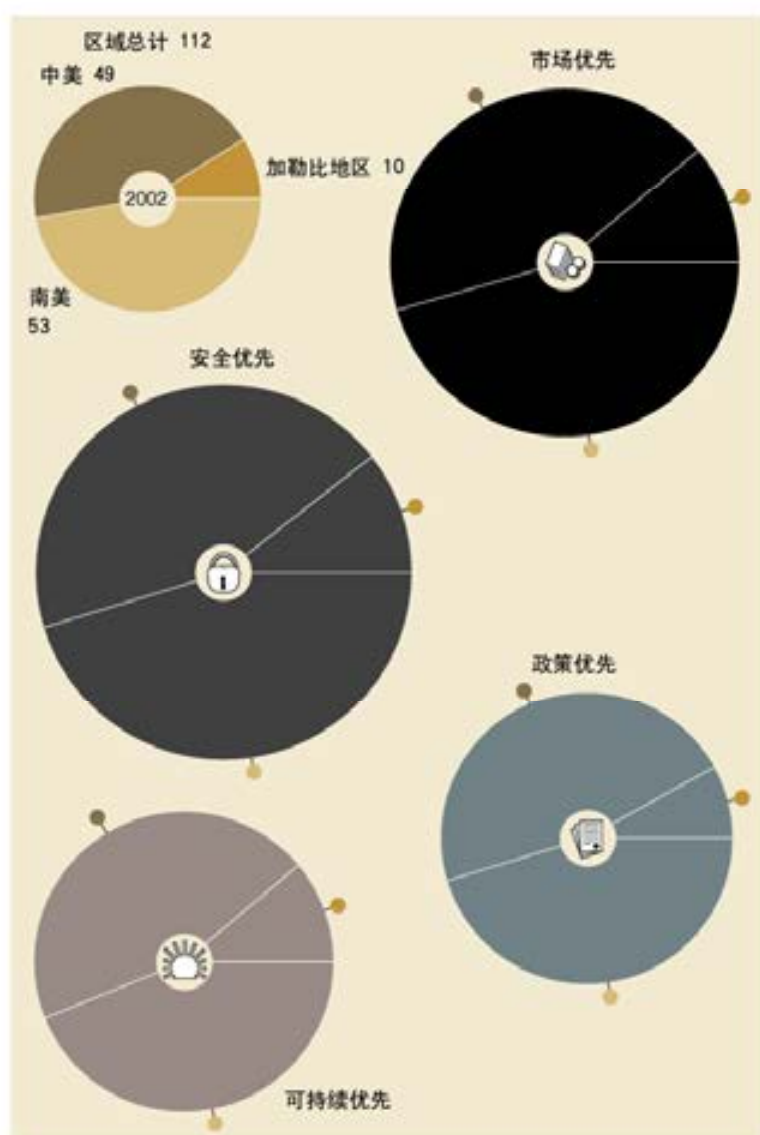 区域总计 112
中美 49
加勒比地区 10
2002
南美
53
市场优先
安全优先
政策优先
可持续优先